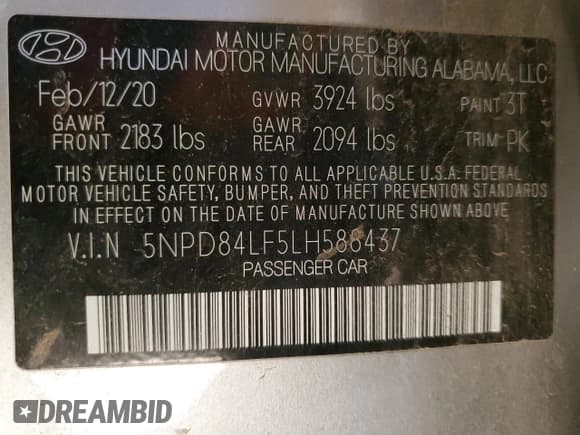 MANUFACTURED BY
HYUNDAI MOTOR MANUFACTURING ALABAMA, LLC
Feb/12/20 GVWR 3924 lbs PAINT 3T
GAWR FRONT 2183 lbs GAWR REAR 2094 lbs TRIM PK
THIS VEHICLE CONFORMS TO ALL APPLICABLE U.S.A. FEDERAL
MOTOR VEHICLE SAFETY, BUMPER, AND THEFT PREVENTION STANDARDS
IN EFFECT ON THE DATE OF MANUFACTURE SHOWN ABOVE
V.I.N 5NPD84LF5LH588437
PASSENGER CAR
DREAMBID